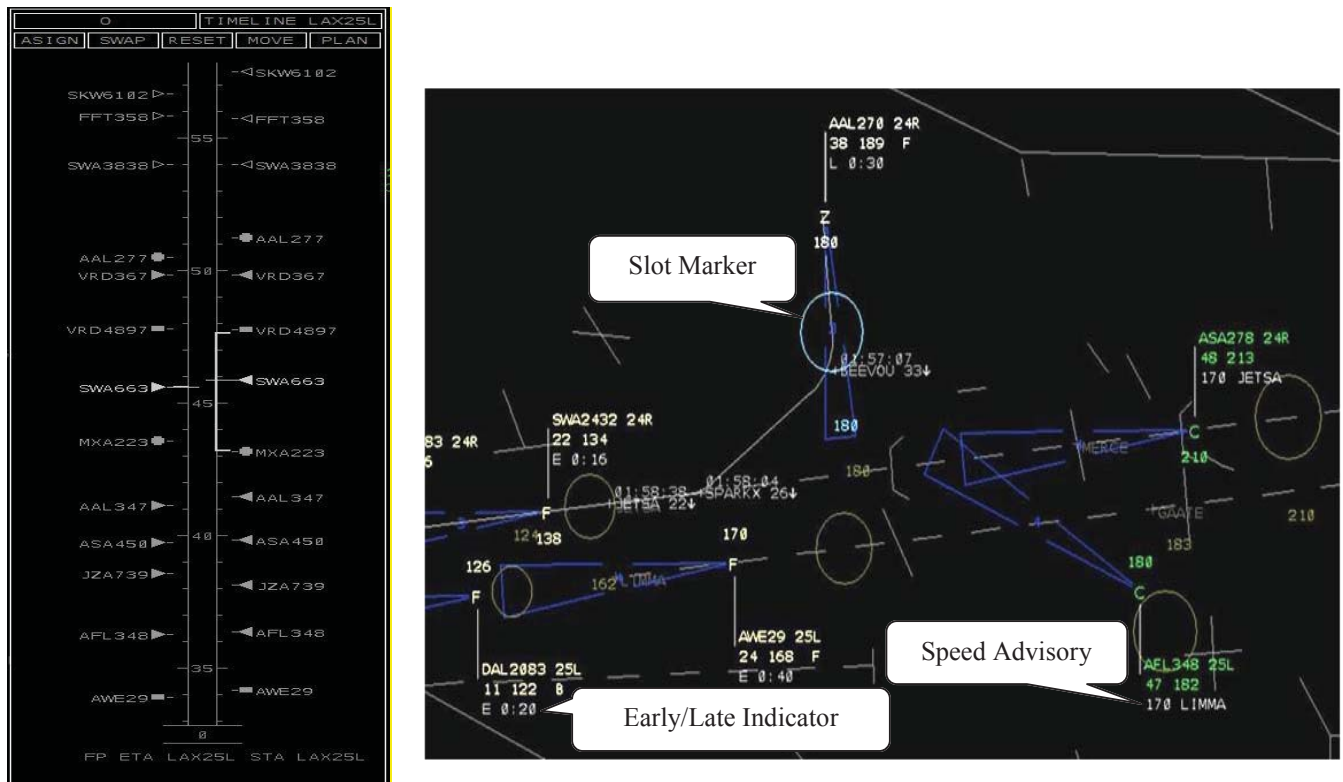 O TIMELINE LAX25L
ASIGN SWAP RESET MOVE PLAN
SKW6102
SKW6102
FFT358 FFT358
55
SWA3838 SWA3838
AAL277
AAL277
50
VRD367 VRD367
VRD4897 VRD4897
SWA663
SWA663
45
MXA223
MXA223
AAL347
AAL347
ASA450 40 ASA450
JZA739
JZA739
AFL348 AFL348
35
AWE29
AWE29
0
FP ETA LAX25L STA LAX25L
AAL270 24R
38 189 F
L 0:30
Z
180
Slot Marker
01:57:07
+BEEVOU 33↓
180
ASA278 24R
48 213
170 JETSA
C
210
MERCE
180
GAATE
210
183
83 24R
SWA2432 24R
22 134
E 0:16
01:58:04
+SPARKX 26↓
01:58:38
+JETSA 22↓
F
124
138
170
F
126
162 LIMMA
F
180
C
4
AWE29 25L
24 168 F
E 0:40
DAL2083 25L
11 122 B
E 0:20
Early/Late Indicator
Speed Advisory
AFL348 25L
47 182
170 LIMMA